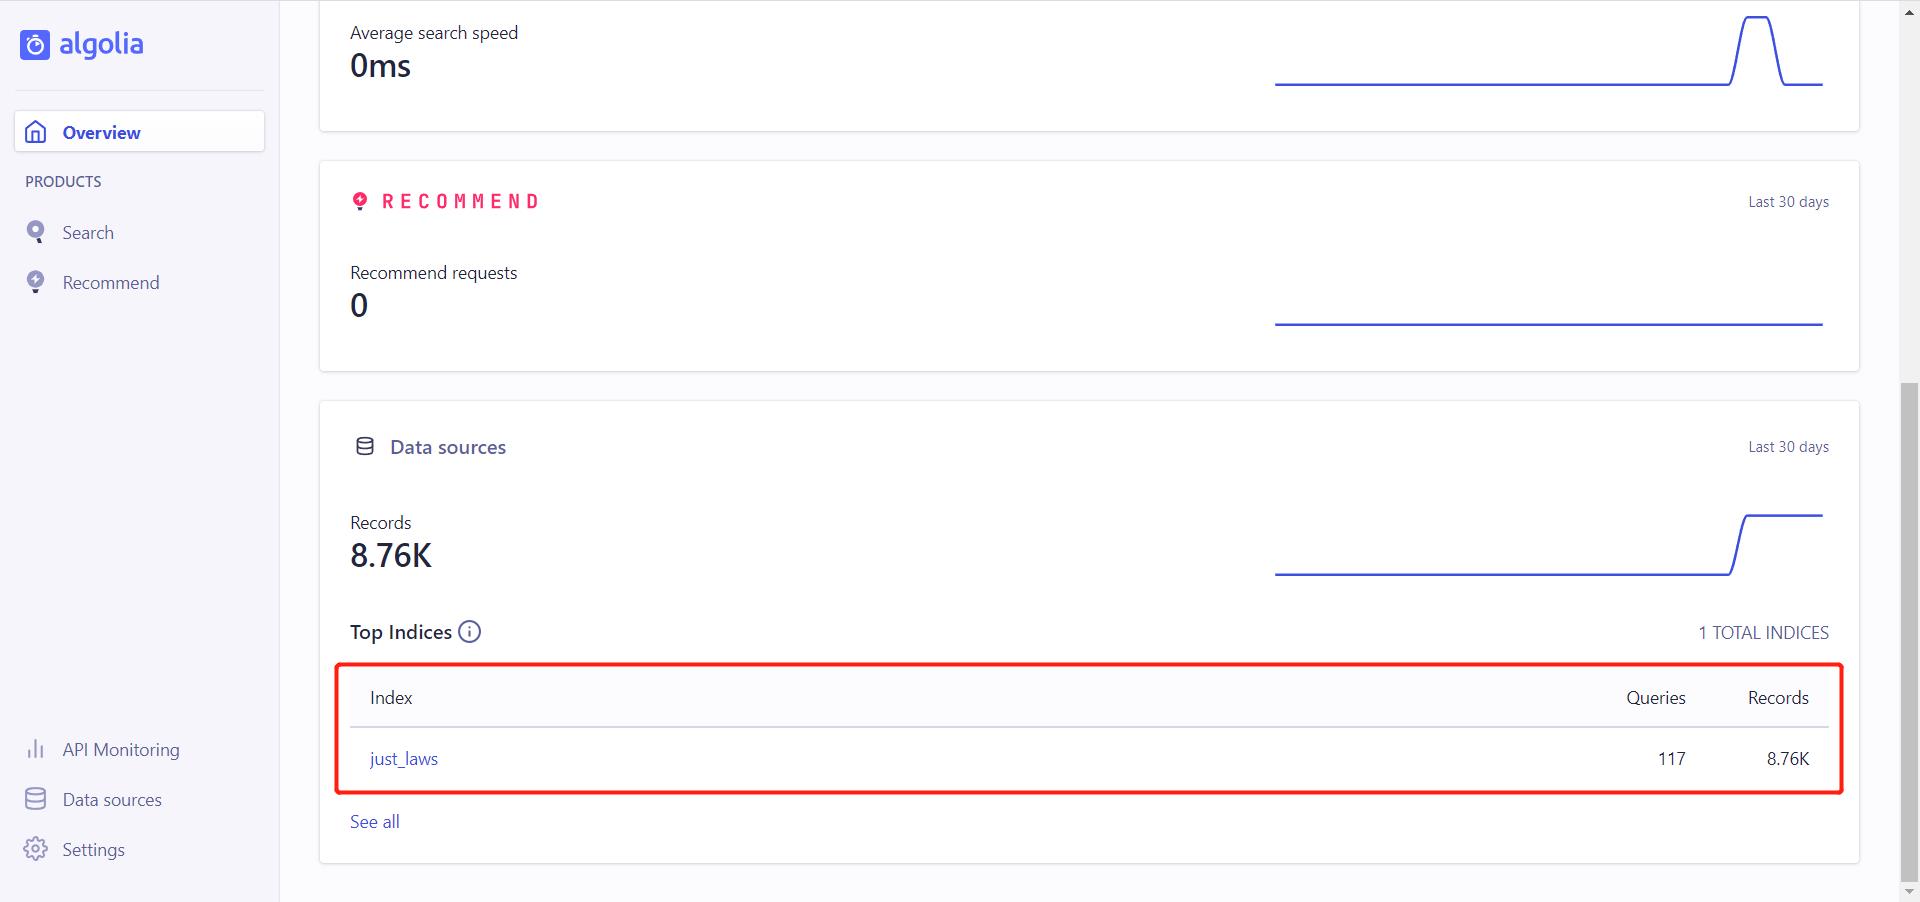 algolia
Overview
PRODUCTS
Search
Recommend
API Monitoring
Data sources
Settings
Average search speed
0ms
RECOMMEND
Last 30 days
Recommend requests
0
Data sources
Last 30 days
Records
8.76K
Top Indices
1 TOTAL INDICES
Index Queries Records
just_laws 117 8.76K
See all